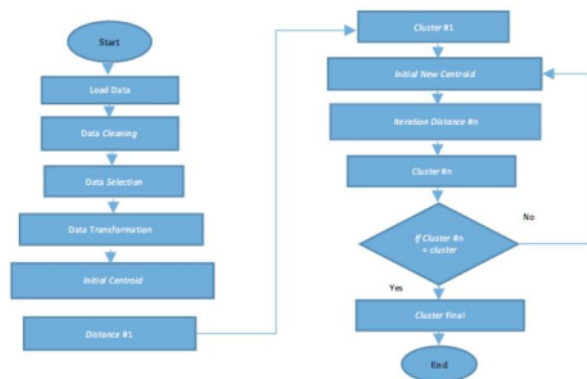 Start
Load Data
Data Cleaning
Data Selection
Data Transformation
Initial Centroid
Distance #1
Cluster #1
Initial New Centroid
Iteration Distance #n
Cluster #n
If Cluster #n
= cluster
No
Yes
Cluster Final
End